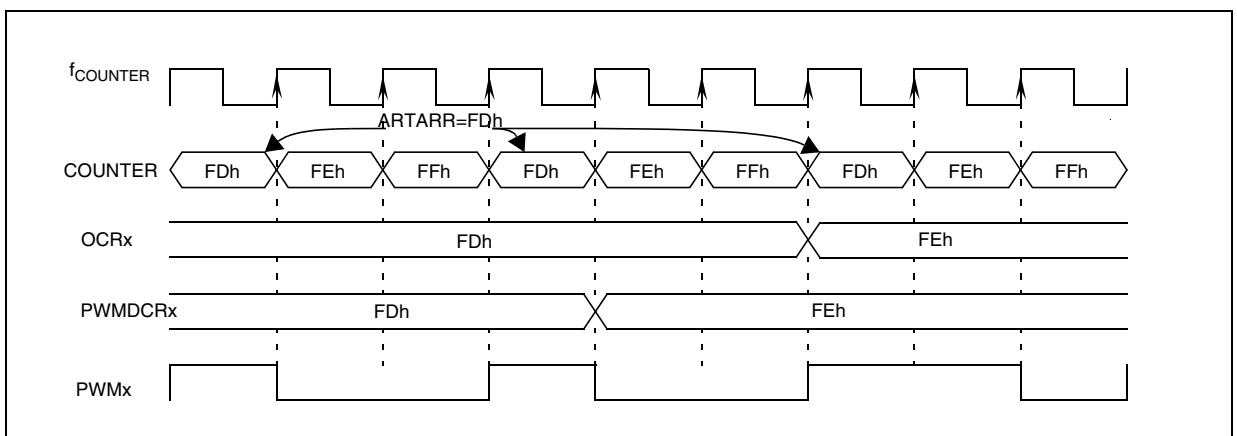 fCOUNTER
ARTARR=FDh
COUNTER FDh FEh FFh FDh FEh FFh FDh FEh FFh
OCRx FDh FEh
PWMDCRx FDh FEh
PWMx